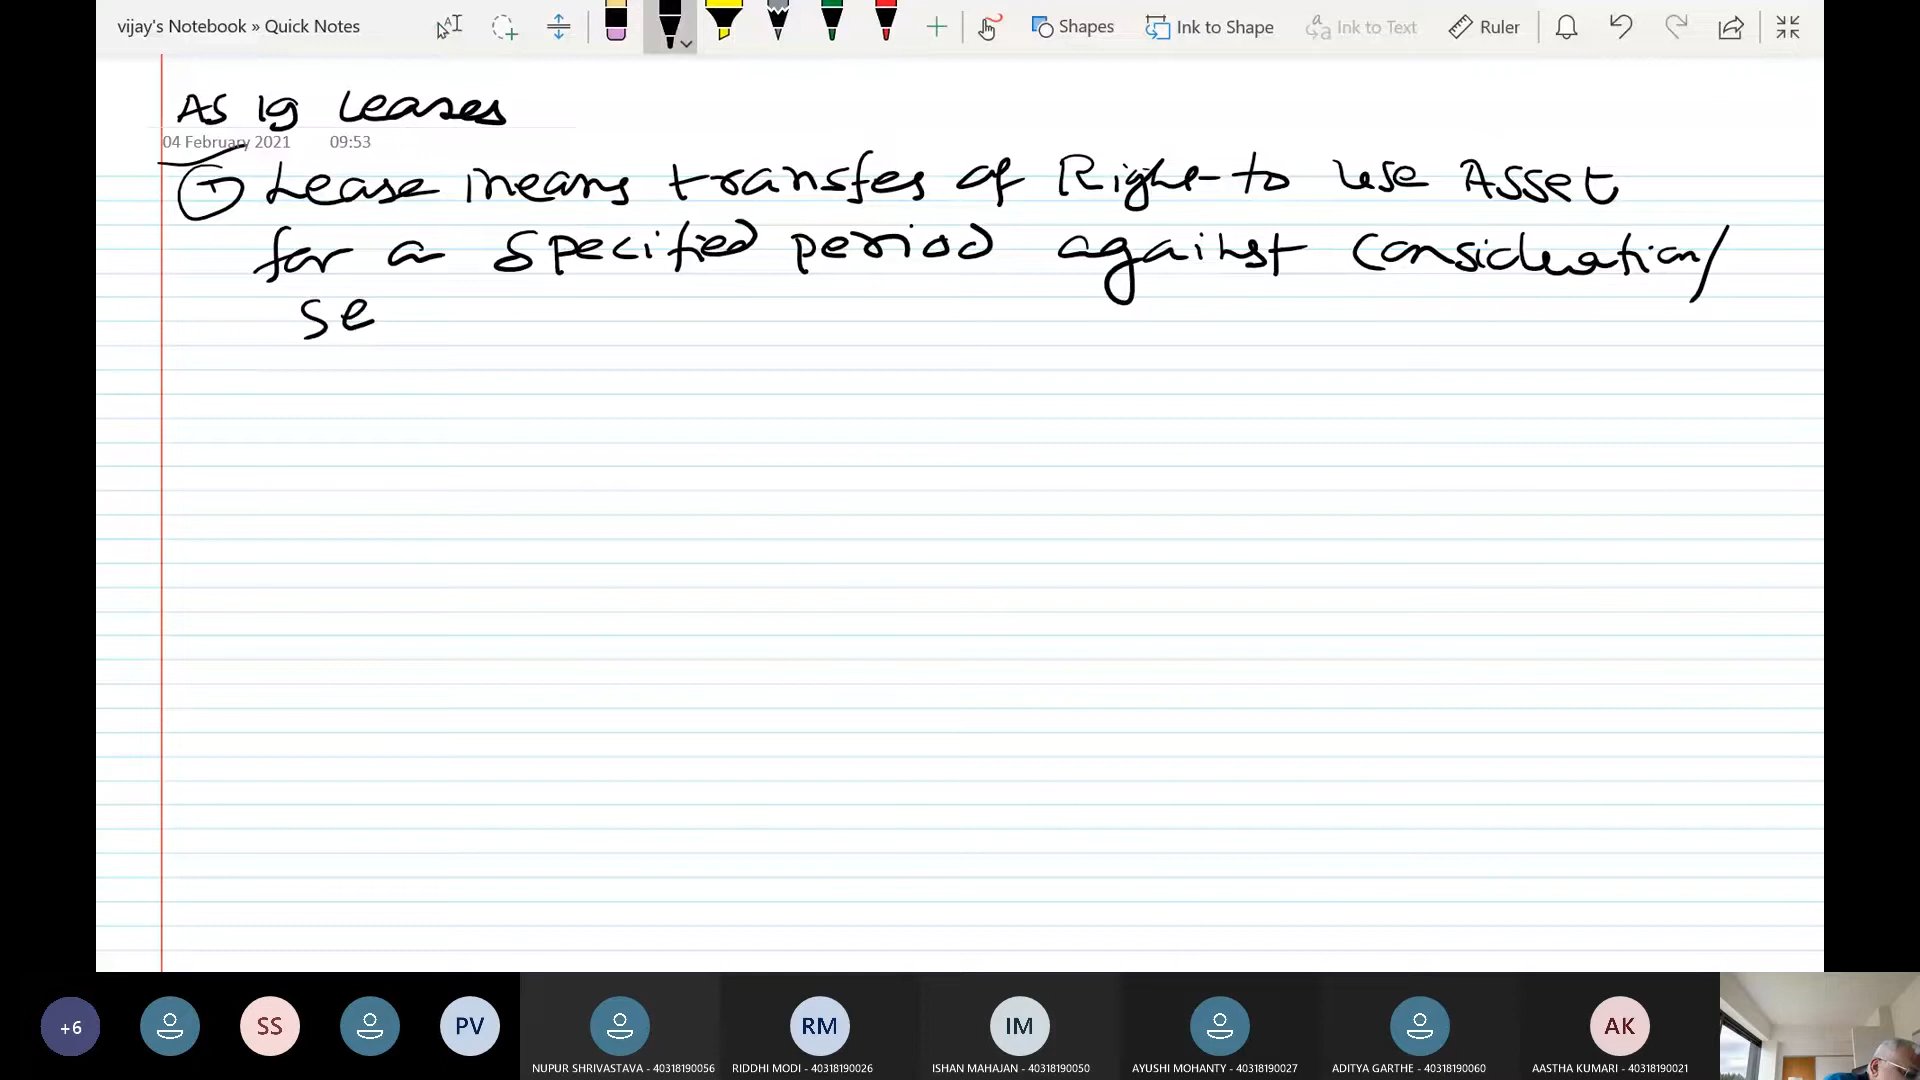 vijay's Notebook » Quick Notes
Shapes
Ink to Shape
Ink to Text
Ruler
As 19 Leases
04 February 2021 09:53
① Lease means transfer of Right to use Asset
for a specified period against consideration/
se
+6
SS
PV
RM
IM
AK
NUPUR SHRIVASTAVA - 40318190056
RIDDHI MODI - 40318190026
ISHAN MAHAJAN - 40318190050
AYUSHI MOHANTY - 40318190027
ADITYA GARTHE - 40318190060
AASTHA KUMARI - 40318190021